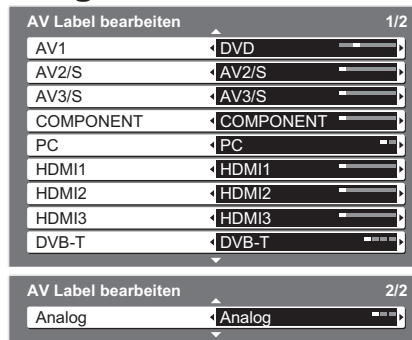 AV Label bearbeiten 1/2
AV1 DVD
AV2/S AV2/S
AV3/S AV3/S
COMPONENT COMPONENT
PC PC
HDMI1 HDMI1
HDMI2 HDMI2
HDMI3 HDMI3
DVB-T DVB-T
AV Label bearbeiten 2/2
Analog Analog